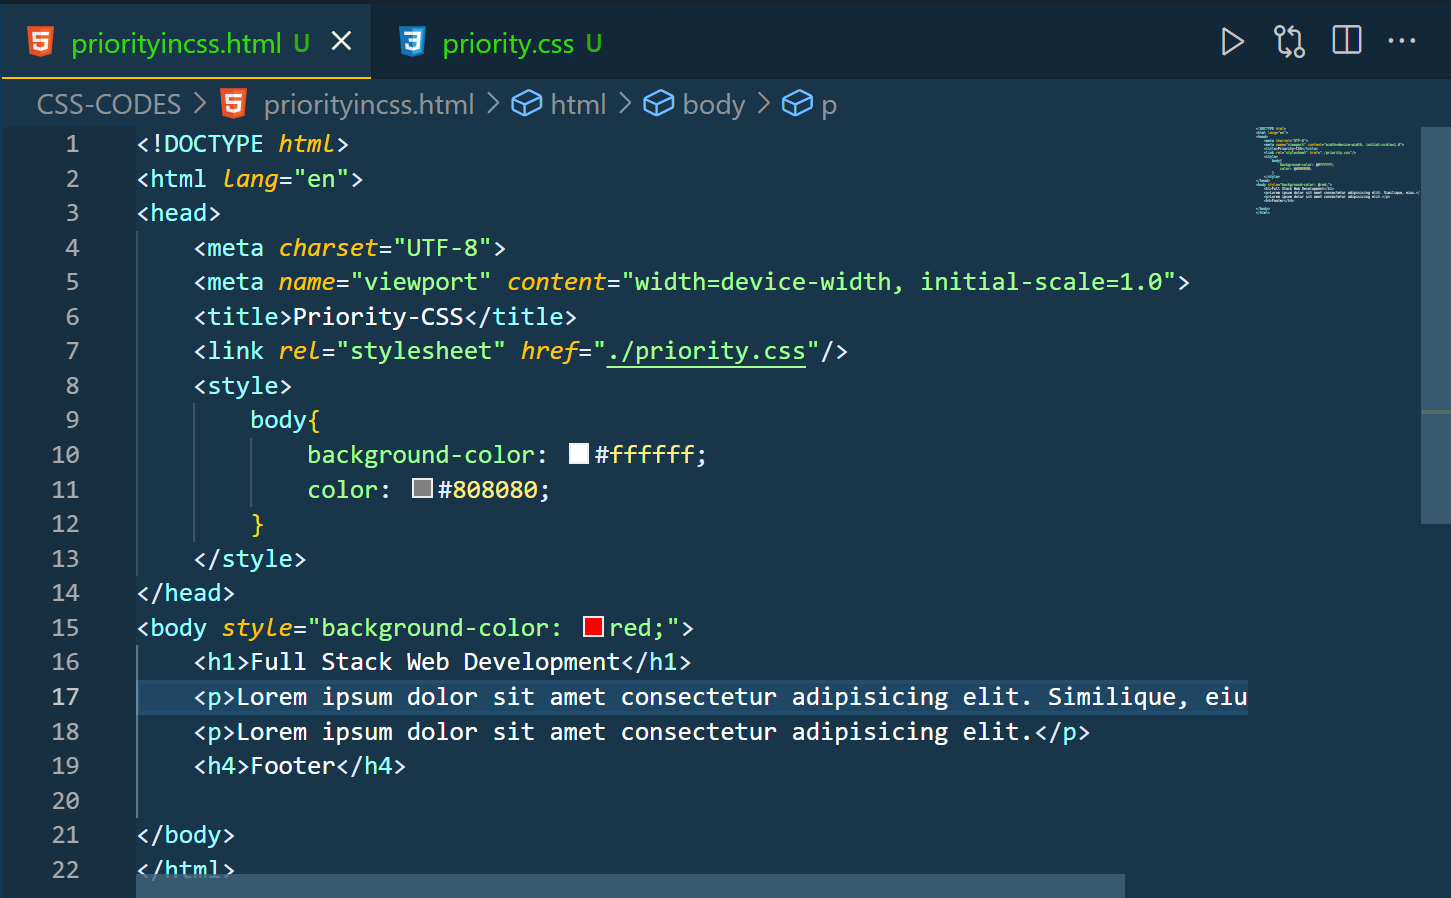 priorityincss.html U
priority.css U
CSS-CODES > priorityincss.html > html > body > p
1 <!DOCTYPE html>
2 <html lang="en">
3 <head>
4 <meta charset="UTF-8">
5 <meta name="viewport" content="width=device-width, initial-scale=1.0">
6 <title>Priority-CSS</title>
7 <link rel="stylesheet" href="./priority.css"/>
8 <style>
9 body{
10 background-color: #ffffff;
11 color: #808080;
12 }
13 </style>
14 </head>
15 <body style="background-color: red;">
16 <h1>Full Stack Web Development</h1>
17 <p>Lorem ipsum dolor sit amet consectetur adipisicing elit. Similique, eiu
18 <p>Lorem ipsum dolor sit amet consectetur adipisicing elit.</p>
19 <h4>Footer</h4>
20
21 </body>
22 </html>